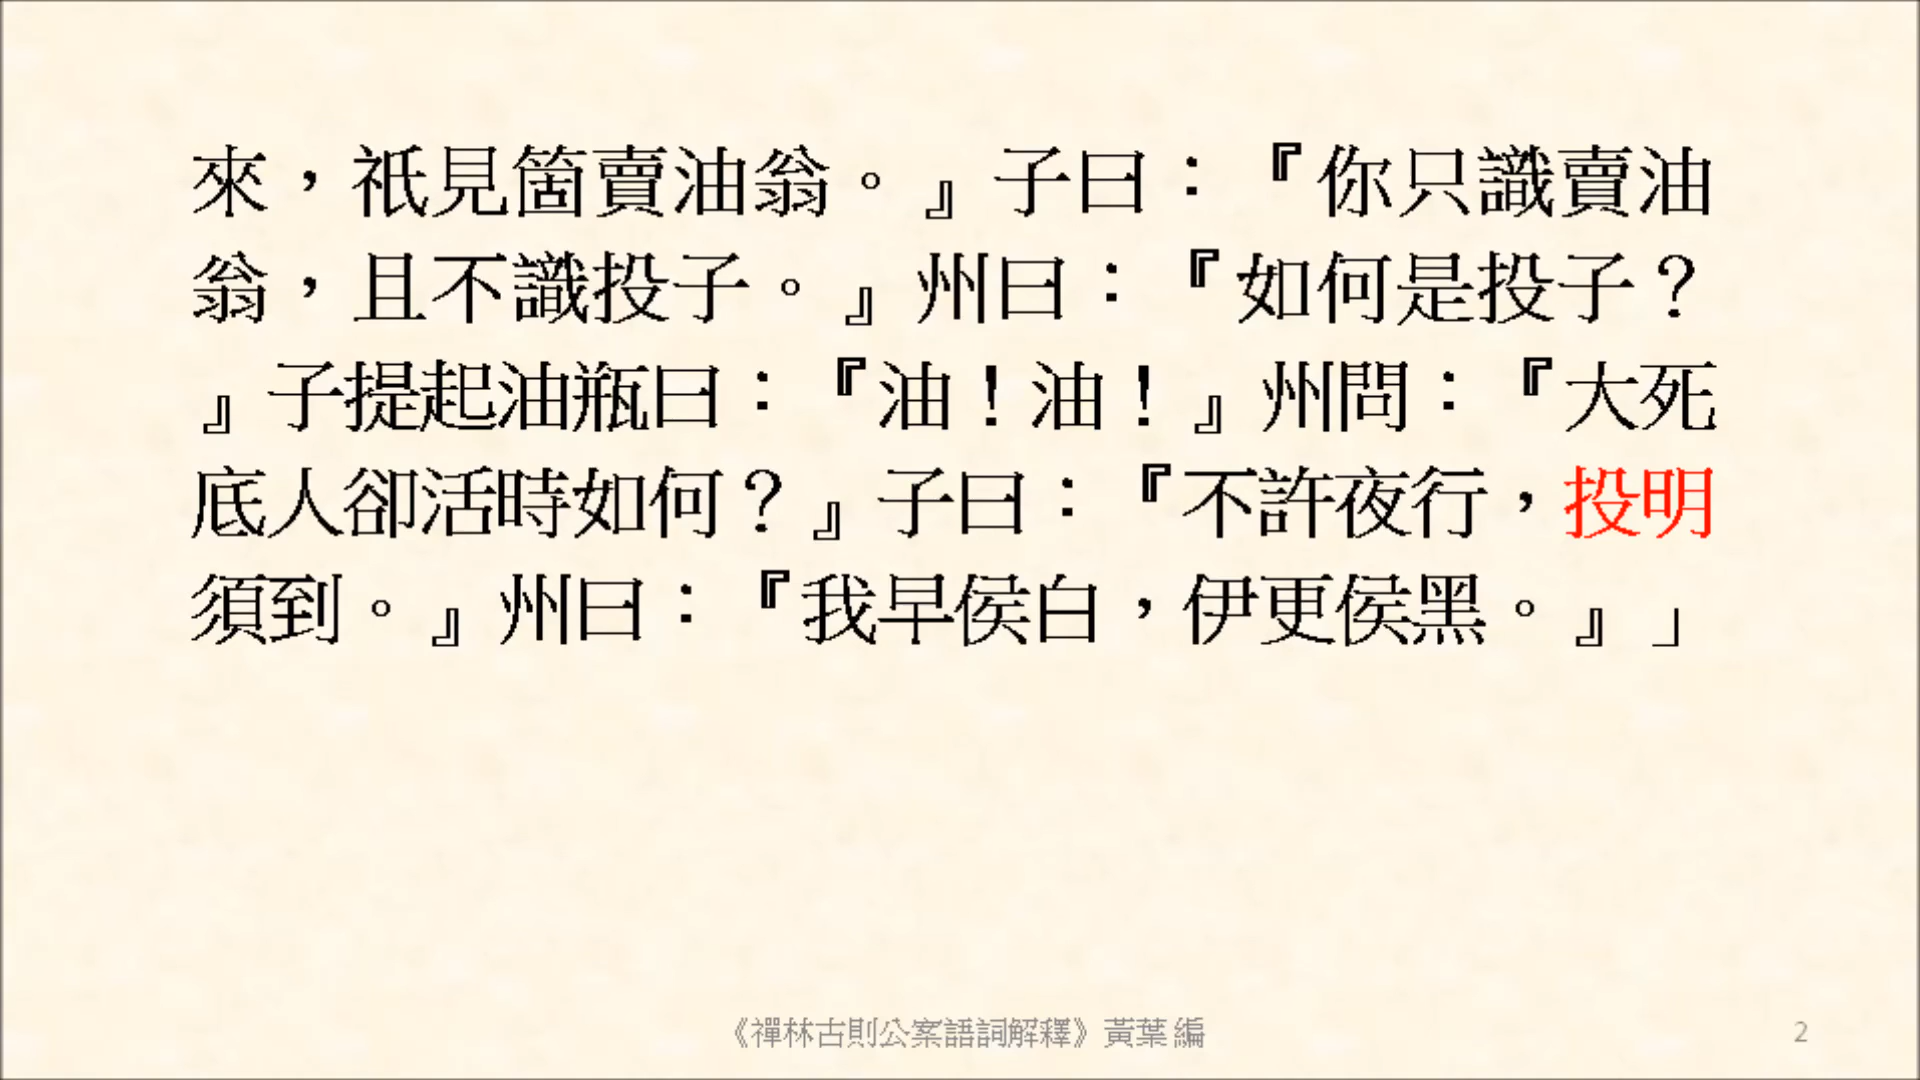 來，祇見箇賣油翁。』子曰：『你只識賣油
翁，且不識投子。』州曰：『如何是投子？
』子提起油瓶曰：『油！油！』州問：『大死
底人卻活時如何？』子曰：『不許夜行，投明
須到。』州曰：『我早侯白，伊更侯黑。』」
《禪林古則公案語詞解釋》黃葉 編
2